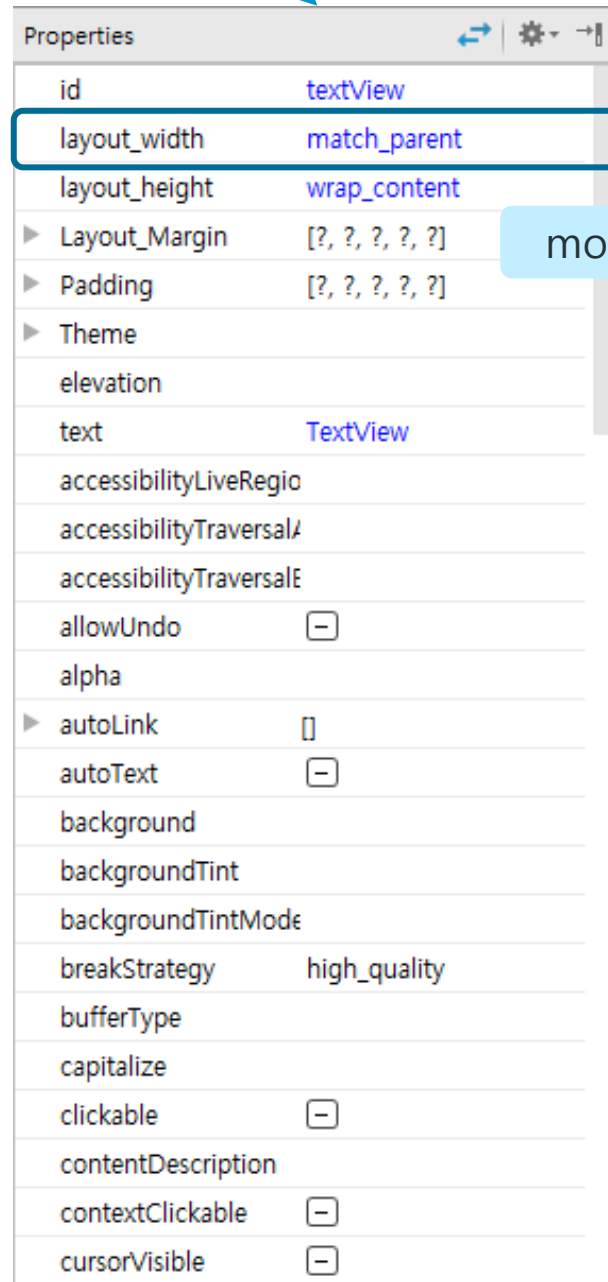 Properties
id textView
layout_width match_parent
layout_height wrap_content
Layout_Margin [?, ?, ?, ?, ?]
mo
Padding [?, ?, ?, ?, ?]
Theme
elevation
text TextView
accessibilityLiveRegio
accessibilityTraversalA
accessibilityTraversalE
allowUndo
alpha
autoLink []
autoText
background
backgroundTint
backgroundTintMode
breakStrategy high_quality
bufferType
capitalize
clickable
contentDescription
contextClickable
cursorVisible